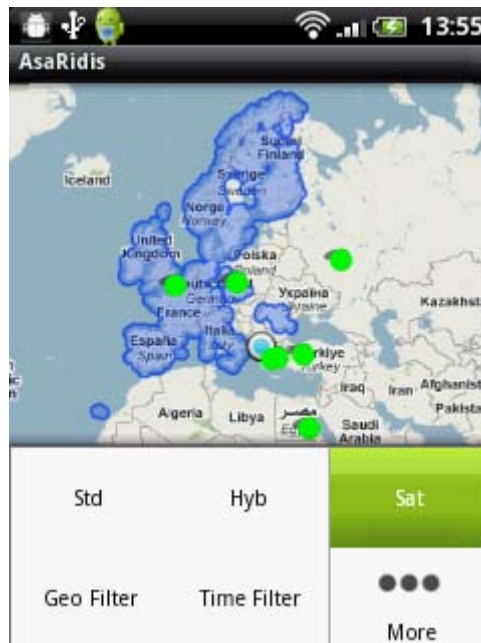 13:55
AsaRidis
Iceland
Suomi
Finland
Sverige
Sweden
Norge
Norway
United
Kingdom
Polska
Poland
Україна
Ukraine
Kazakhst
France
Italia
Italy
España
Spain
Turkey
Iraq
Iran
Afghanist
Pakista
Algeria
Libya
مصر
Saudi
Arabia
Std
Hyb
Sat
Geo Filter
Time Filter
More